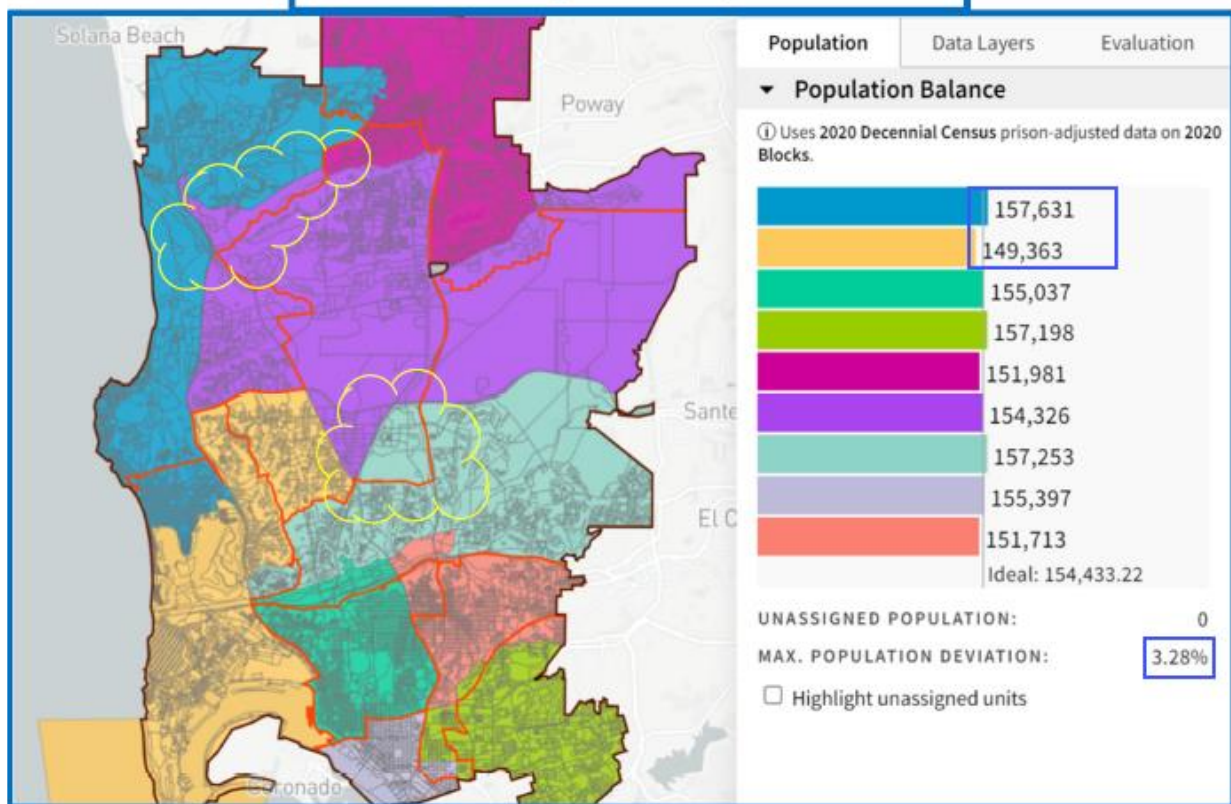 Solana Beach
Poway
Coronado
Population
Data Layers
Evaluation
Population Balance
ⓘ Uses 2020 Decennial Census prison-adjusted data on 2020
Blocks.
157,631
149,363
155,037
157,198
151,981
154,326
157,253
155,397
151,713
Ideal: 154,433.22
UNASSIGNED POPULATION: 0
MAX. POPULATION DEVIATION: 3.28%
Highlight unassigned units